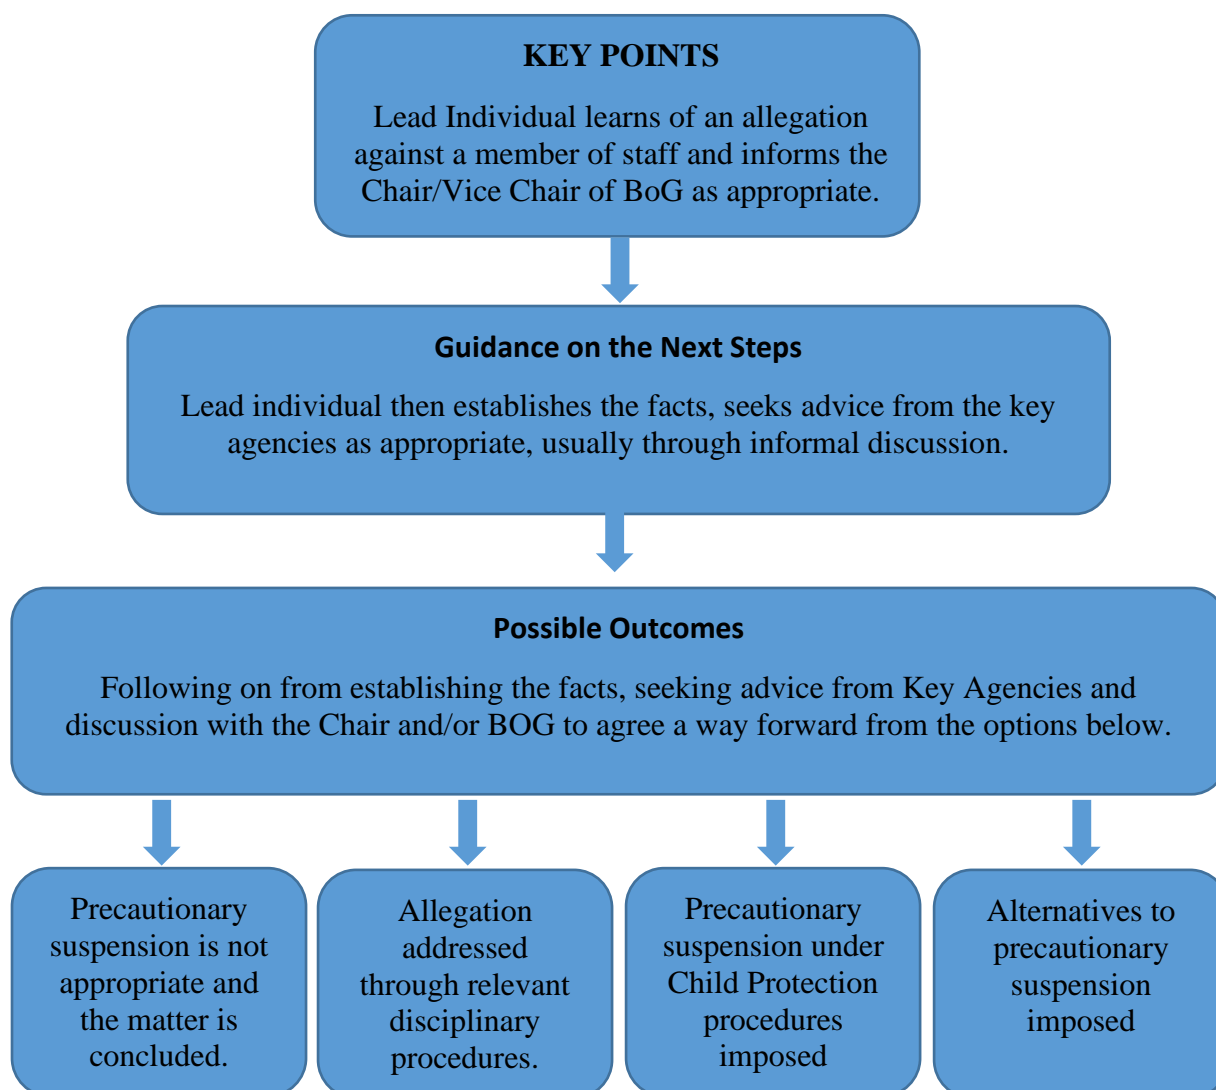 KEY POINTS
Lead Individual learns of an allegation
against a member of staff and informs the
Chair/Vice Chair of BoG as appropriate.
Guidance on the Next Steps
Lead individual then establishes the facts, seeks advice from the key
agencies as appropriate, usually through informal discussion.
Possible Outcomes
Following on from establishing the facts, seeking advice from Key Agencies and
discussion with the Chair and/or BOG to agree a way forward from the options below.
Precautionary
suspension is not
appropriate and
the matter is
concluded.
Allegation
addressed
through relevant
disciplinary
procedures.
Precautionary
suspension under
Child Protection
procedures
imposed
Alternatives to
precautionary
suspension
imposed